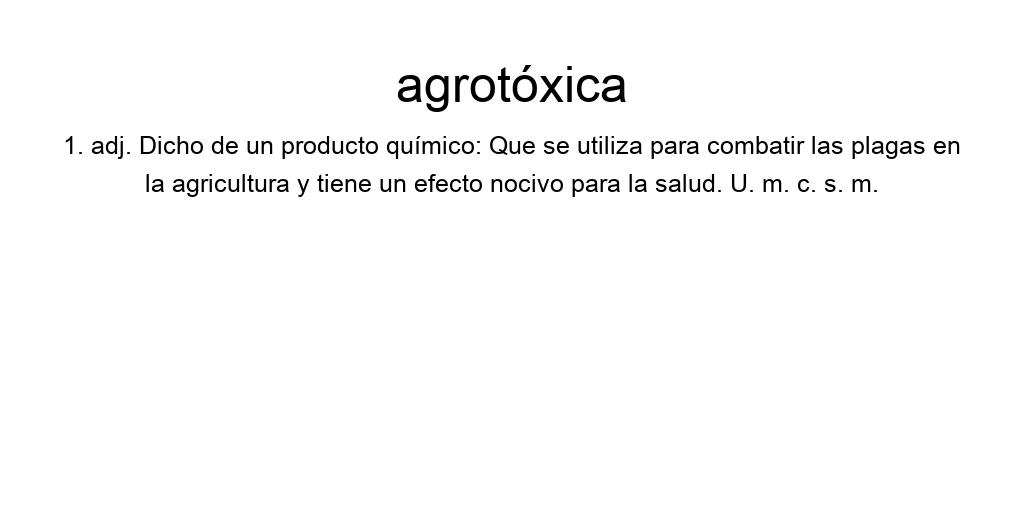 agrotóxica
1. adj. Dicho de un producto químico: Que se utiliza para combatir las plagas en
la agricultura y tiene un efecto nocivo para la salud. U. m. c. s. m.